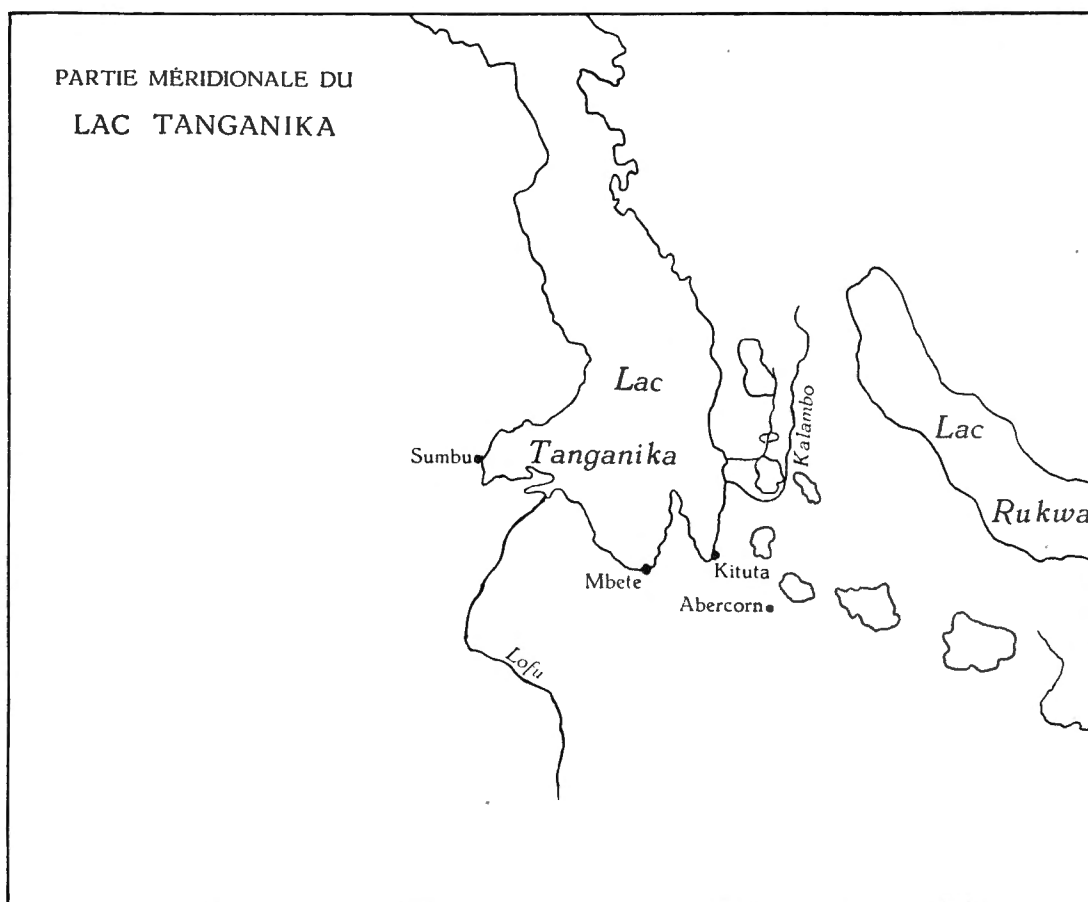 PARTIE MÉRIDIONALE DU
LAC TANGANIKA
Lac
Tanganika
Kalambo
Lac
Rukwa
Sumbu
Mbete
Kituta
Abercorn
Lofu